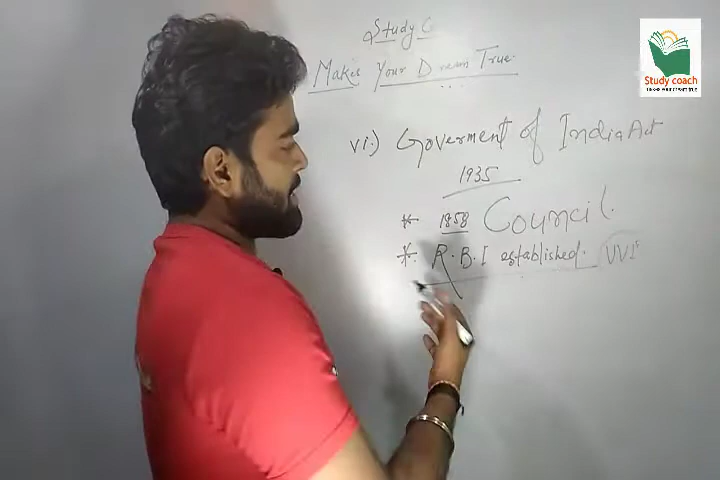 Study C
Makes Your Dream True
vi) Goverment of India Act
1935
* 1858 Council.
* R.B.I established. VVI
Study coach